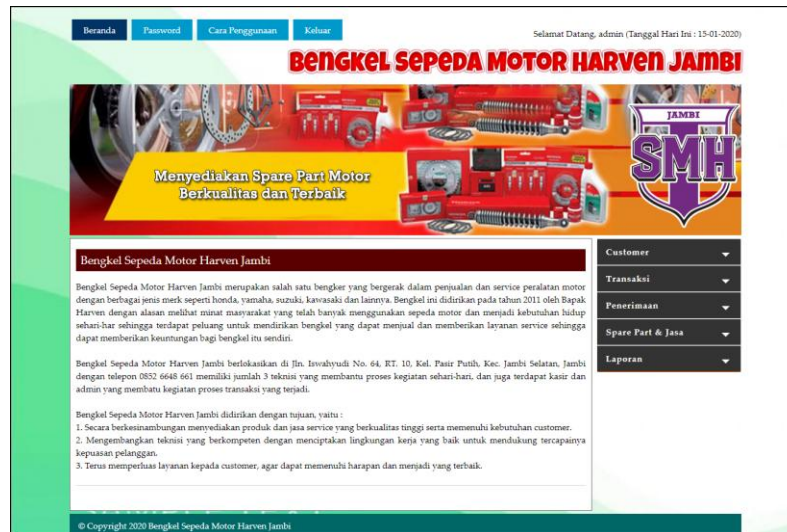 Beranda Password Cara Penggunaan Keluar
Selamat Datang, admin (Tanggal Hari Ini : 15-01-2020)
BENGKEL SEPEDA MOTOR HARVEN JAMBI
Menyediakan Spare Part Motor
Berkualitas dan Terbaik
JAMBI
SMH
Bengkel Sepeda Motor Harven Jambi
Bengkel Sepeda Motor Harven Jambi merupakan salah satu bengker yang bergerak dalam penjualan dan service peralatan motor
dengan berbagai jenis merk seperti honda, yamaha, suzuki, kawasaki dan lainnya. Bengkel ini didirikan pada tahun 2011 oleh Bapak
Harven dengan alasan melihat minat masyarakat yang telah banyak menggunakan sepeda motor dan menjadi kebutuhan hidup
sehari-har sehingga terdapat peluang untuk mendirikan bengkel yang dapat menjual dan memberikan layanan service sehingga
dapat memberikan keuntungan bagi bengkel itu sendiri.
Bengkel Sepeda Motor Harven Jambi berlokasikan di Jln. Iswahyudi No. 64, RT. 10, Kel. Pasir Putih, Kec. Jambi Selatan, Jambi
dengan telepon 0852 6648 661 memiliki jumlah 3 teknisi yang membantu proses kegiatan sehari-hari, dan juga terdapat kasir dan
admin yang membatu kegiatan proses transaksi yang terjadi.
Bengkel Sepeda Motor Harven Jambi didirikan dengan tujuan, yaitu :
1. Secara berkesinambungan menyediakan produk dan jasa service yang berkualitas tinggi serta memenuhi kebutuhan customer.
2. Mengembangkan teknisi yang berkompeten dengan menciptakan lingkungan kerja yang baik untuk mendukung tercapainya
kepuasan pelanggan.
3. Terus memperluas layanan kepada customer, agar dapat memenuhi harapan dan menjadi yang terbaik.
Customer
Transaksi
Penerimaan
Spare Part & Jasa
Laporan
© Copyright 2020 Bengkel Sepeda Motor Harven Jambi